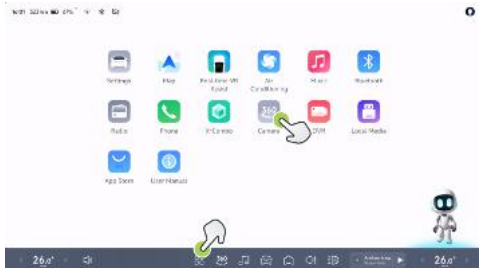 Settings
Map
Air
Conditioning
Music
Bluetooth
Radio
Phone
Camera
DVR
Local Media
App Store
User Manual
360
26.0°
26.0°